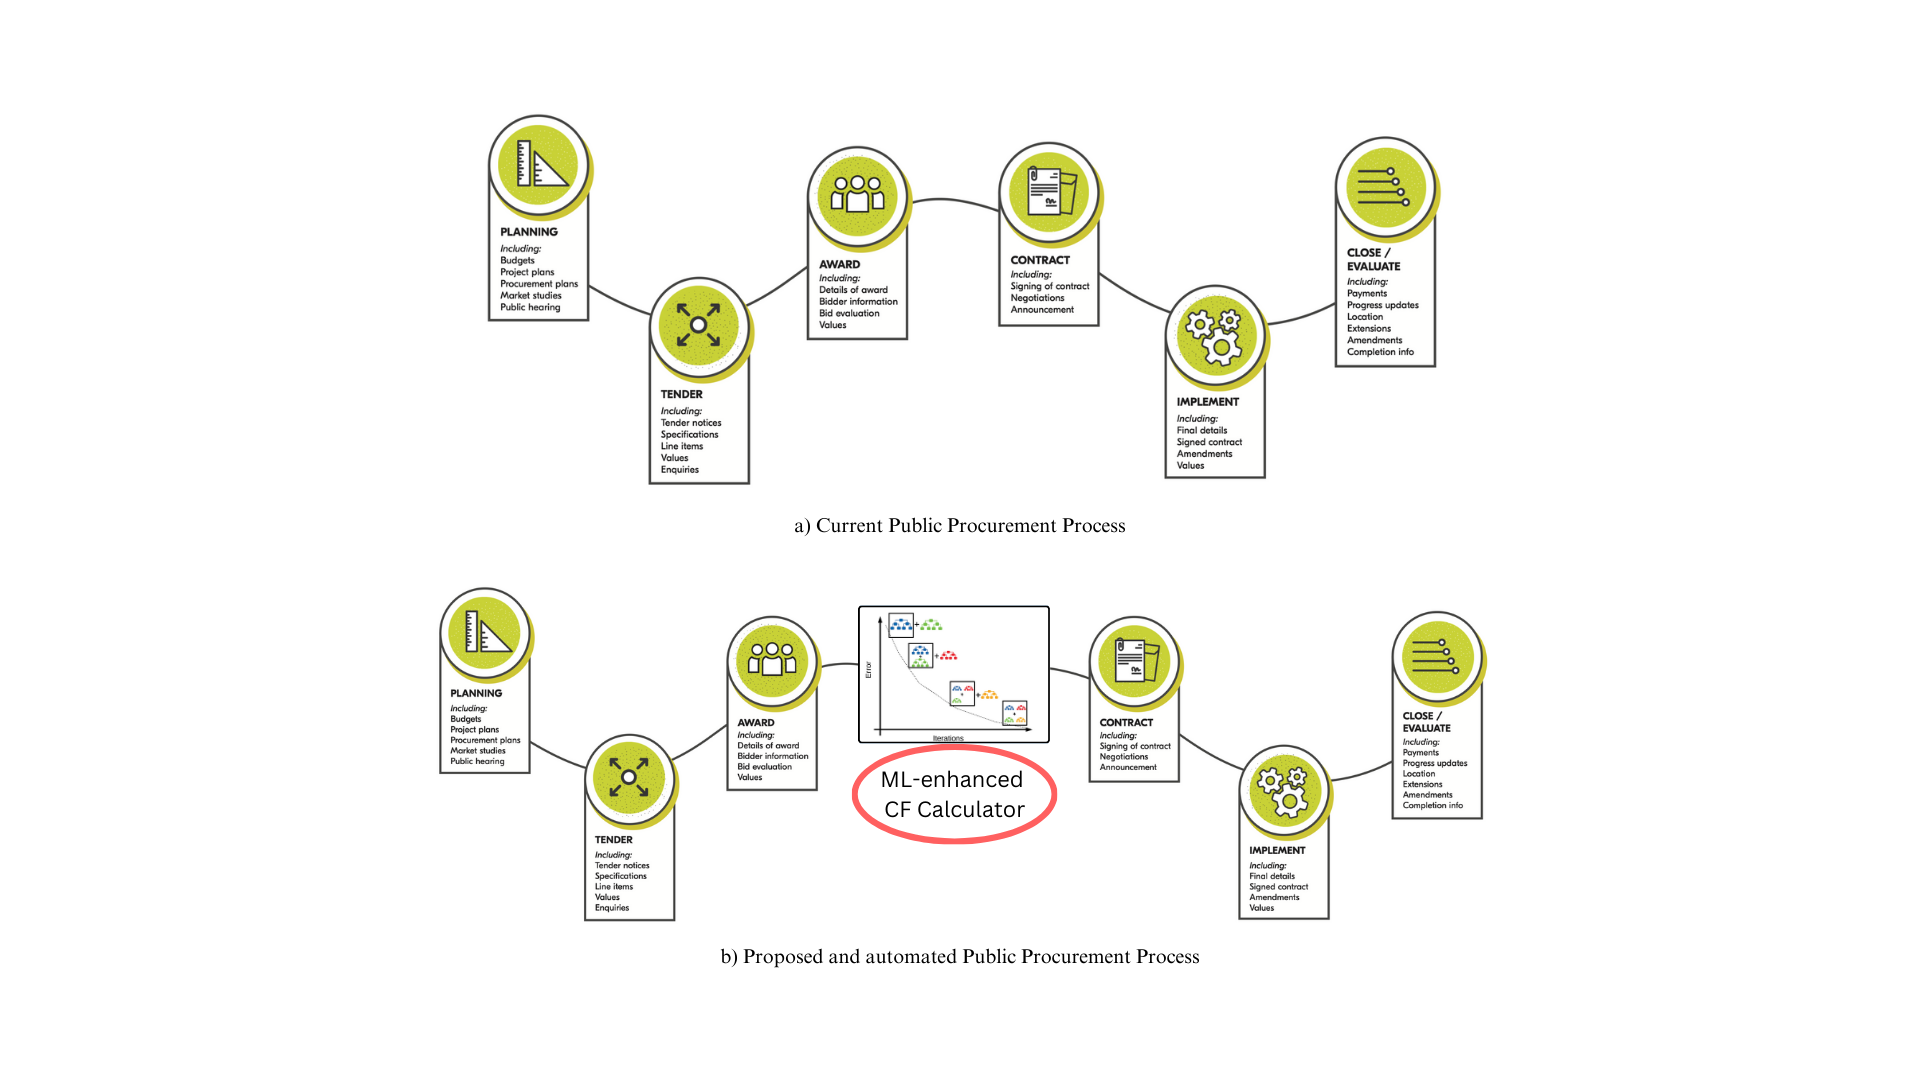 PLANNING
Including:
Budgets
Project plans
Procurement plans
Market studies
Public hearing
TENDER
Including:
Tender notices
Specifications
Line items
Values
Enquiries
AWARD
Including:
Details of award
Bidder information
Bid evaluation
Values
CONTRACT
Including:
Signing of contract
Negotiations
Announcement
IMPLEMENT
Including:
Final details
Signed contract
Amendments
Values
CLOSE /
EVALUATE
Including:
Payments
Progress updates
Location
Extensions
Amendments
Completion info
a) Current Public Procurement Process
PLANNING
Including:
Budgets
Project plans
Procurement plans
Market studies
Public hearing
TENDER
Including:
Tender notices
Specifications
Line items
Values
Enquiries
AWARD
Including:
Details of award
Bidder information
Bid evaluation
Values
Error
Iterations
ML-enhanced
CF Calculator
CONTRACT
Including:
Signing of contract
Negotiations
Announcement
IMPLEMENT
Including:
Final details
Signed contract
Amendments
Values
CLOSE /
EVALUATE
Including:
Payments
Progress updates
Location
Extensions
Amendments
Completion info
b) Proposed and automated Public Procurement Process